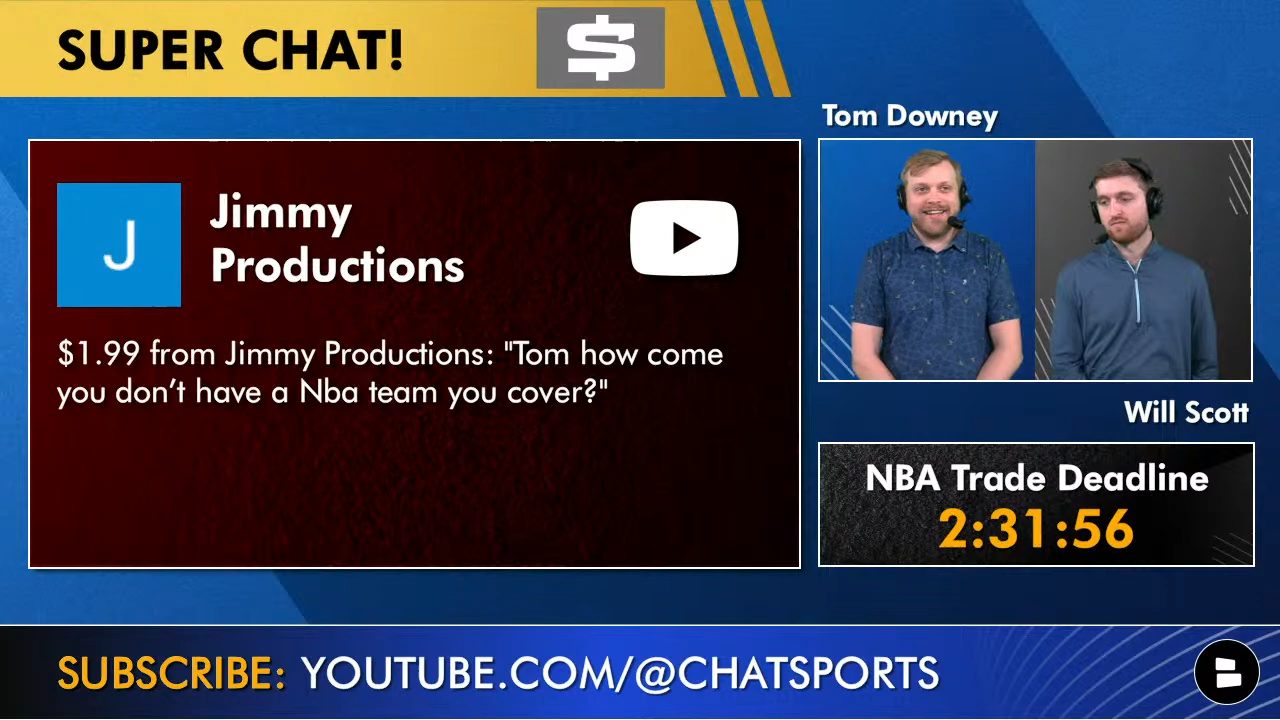 SUPER CHAT!
$
Tom Downey
J
Jimmy
Productions
$1.99 from Jimmy Productions: "Tom how come
you don’t have a Nba team you cover?"
Will Scott
NBA Trade Deadline
2:31:56
SUBSCRIBE: YOUTUBE.COM/@CHATSPORTS